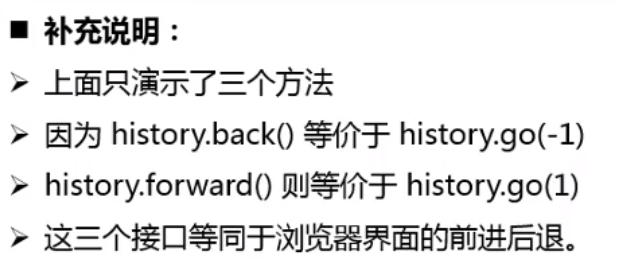 ■ 补充说明：
➢ 上面只演示了三个方法
➢ 因为 history.back() 等价于 history.go(-1)
➢ history.forward() 则等价于 history.go(1)
➢ 这三个接口等同于浏览器界面的前进后退。